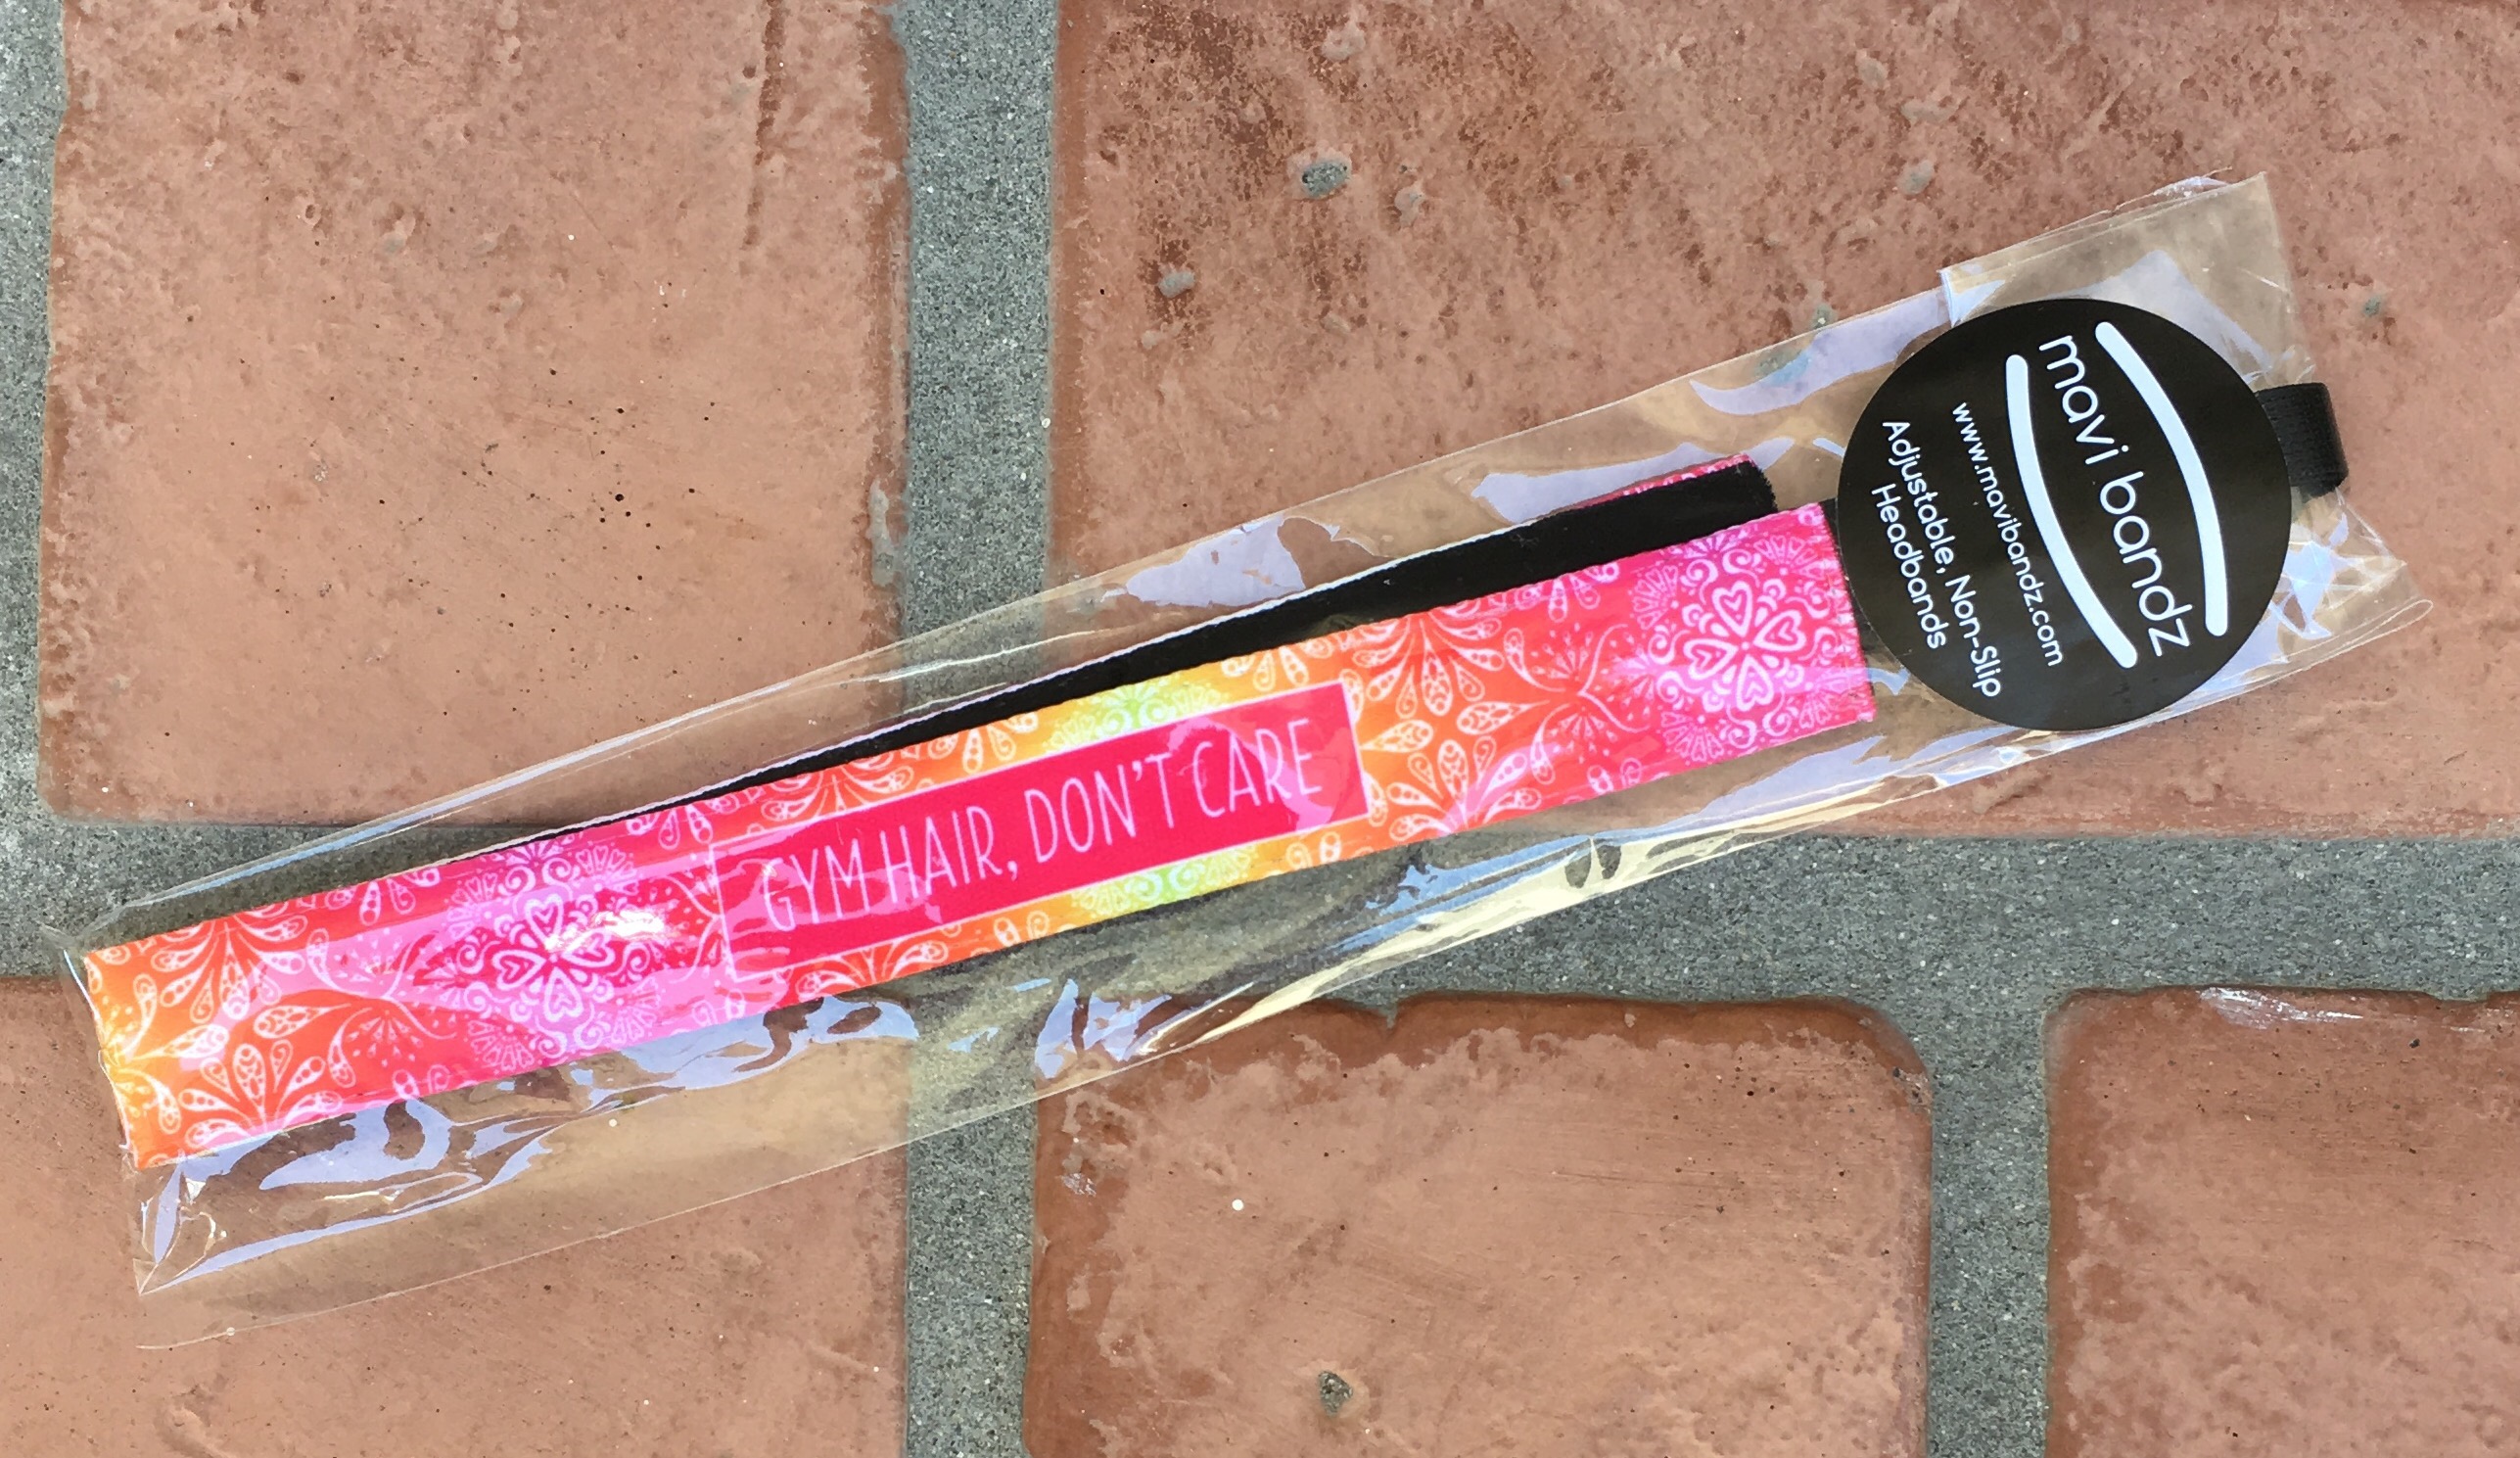 GYM HAIR, DON'T CARE
mavi bandz
www.mavibandz.com
Adjustable, Non-Slip
Headbands